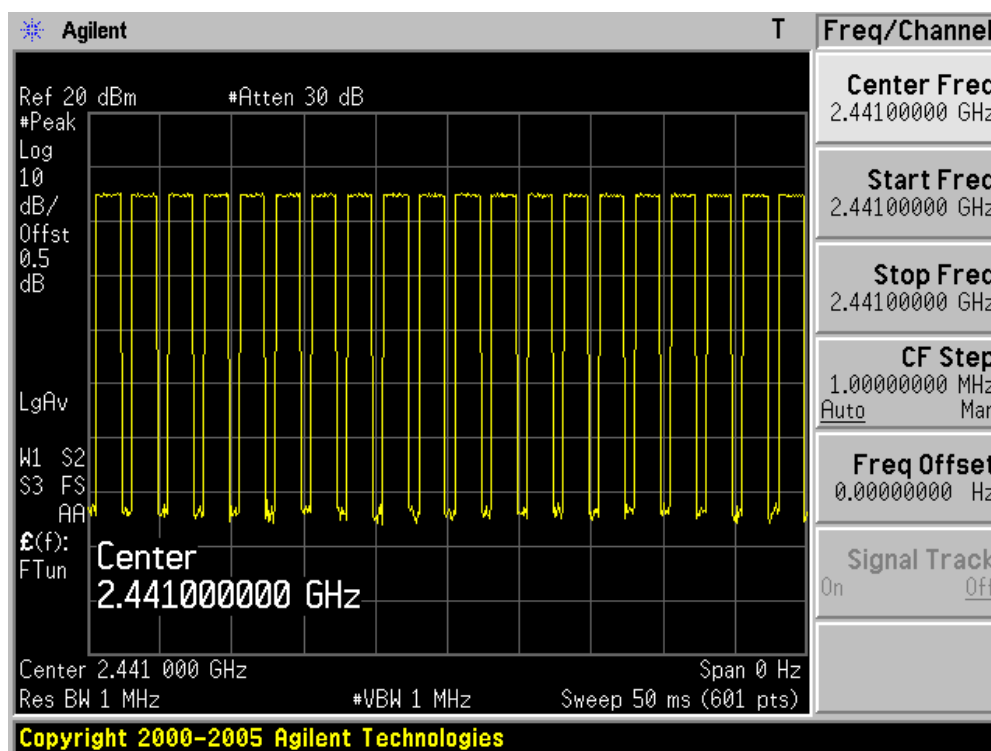 Agilent T Freq/Channel
Ref 20 dBm #Atten 30 dB
#Peak
Log
10
dB/
Offst
0.5
dB
LgAv
W1 S2
S3 FS
AA
£(f):
FTun
Center
2.441000000 GHz
Center 2.441 000 GHz Span 0 Hz
Res BW 1 MHz #VBW 1 MHz Sweep 50 ms (601 pts)
Copyright 2000-2005 Agilent Technologies
Center Freq
2.44100000 GHz
Start Freq
2.44100000 GHz
Stop Freq
2.44100000 GHz
CF Step
1.00000000 MHz
Auto Man
Freq Offset
0.00000000 Hz
Signal Track
On Off